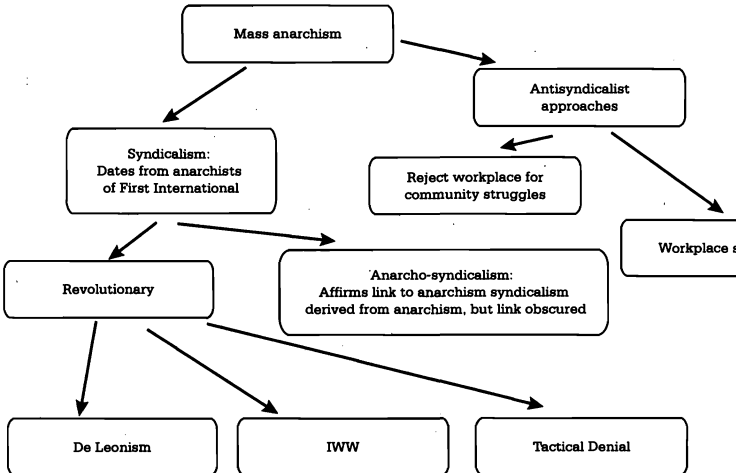 Mass anarchism
Antisyndicalist
approaches
Syndicalism:
Dates from anarchists
of First International
Reject workplace for
community struggles
Workplace s
Revolutionary
Anarcho-syndicalism:
Affirms link to anarchism syndicalism
derived from anarchism, but link obscured
De Leonism
IWW
Tactical Denial